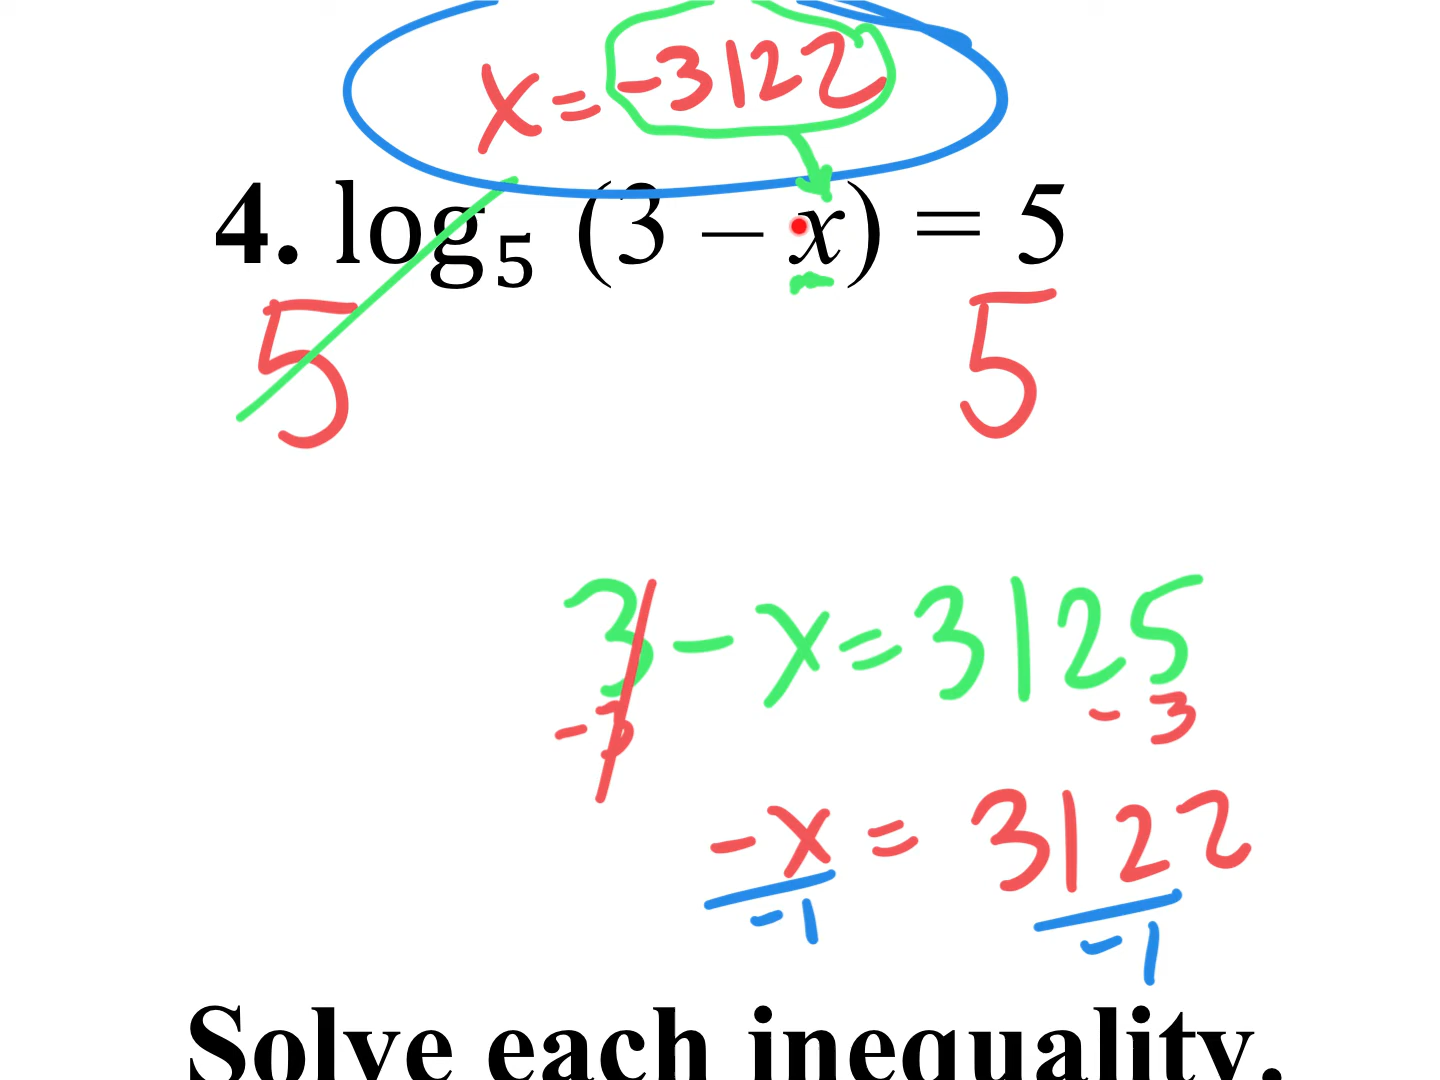 x = -3122
4. log₅ (3 – x) = 5
5 5
3 - x = 3125
-3 -3
-x = 3122
-1 -1
Solve each inequality.